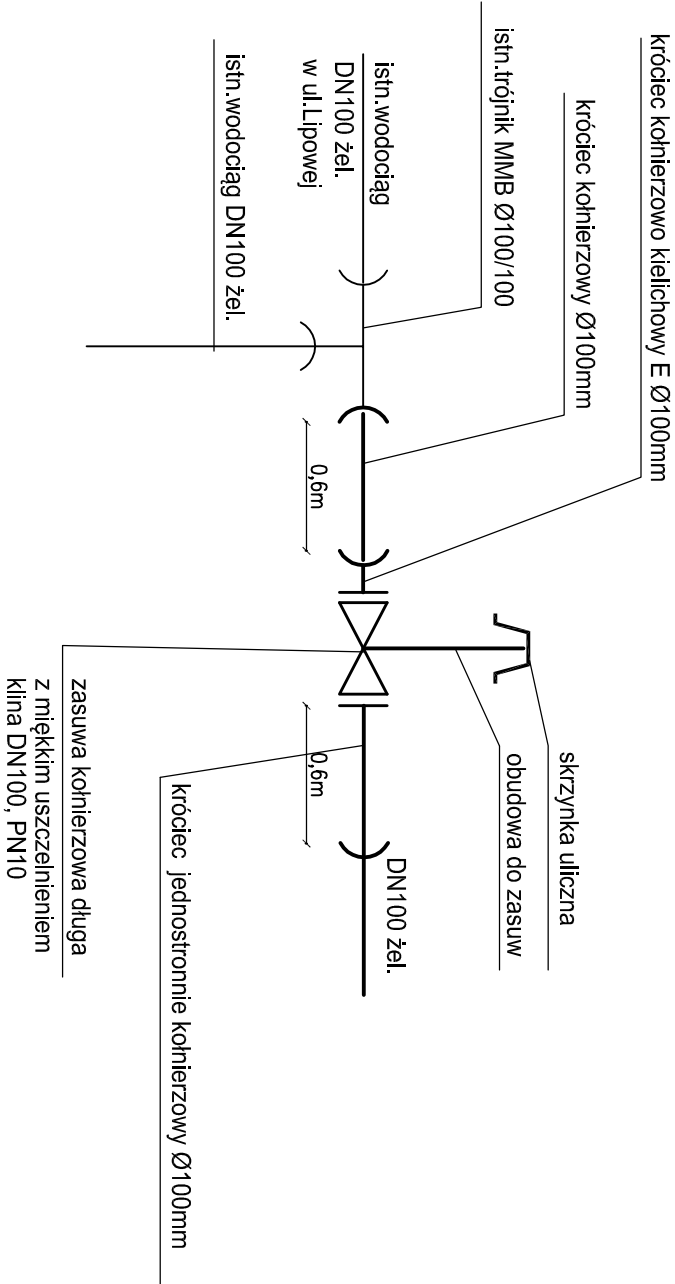 króciec kołnierzowo kielichowy E Ø100mm
króciec kołnierzowy Ø100mm
istn.trójnik MMB Ø100/100
istn.wodociąg
DN100 żel.
w ul.Lipowej
istn.wodociąg DN100 żel.
0,6m
skrzynka uliczna
obudowa do zasuw
DN100 żel.
0,6m
króciec jednostronnie kołnierzowy Ø100mm
zasuwa kołnierzowa długa
z miękkim uszczelnieniem
klina DN100, PN10